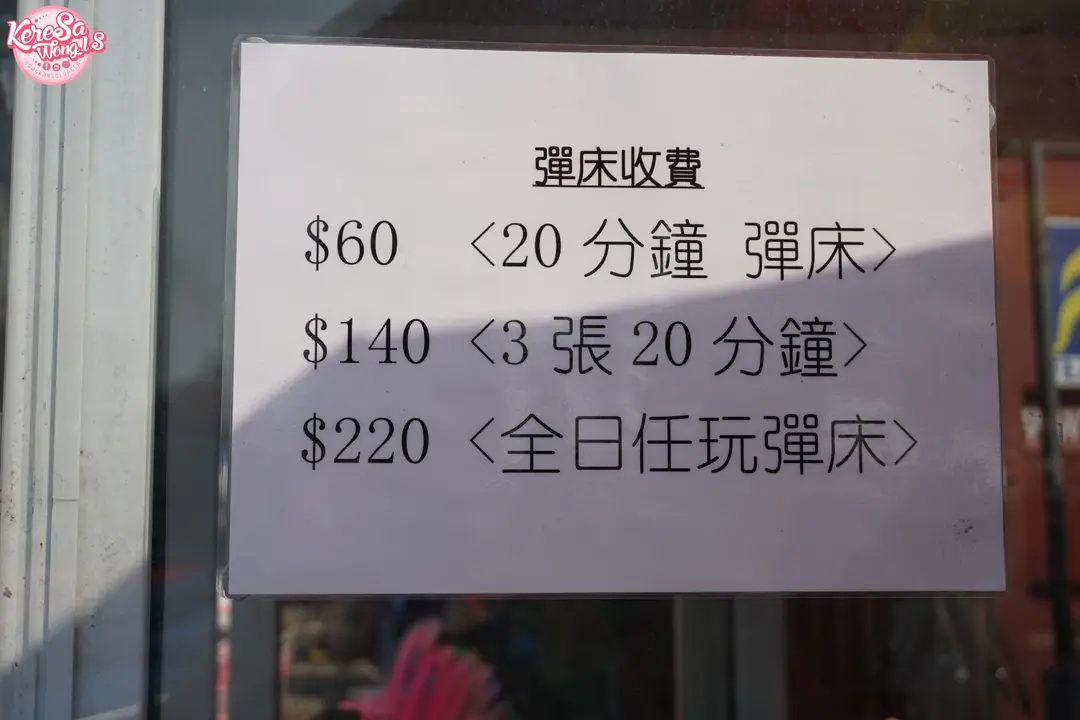 KereSa
Wong.IS
彈床收費
$60 <20 分鐘 彈床>
$140 <3 張 20 分鐘>
$220 <全日任玩彈床>